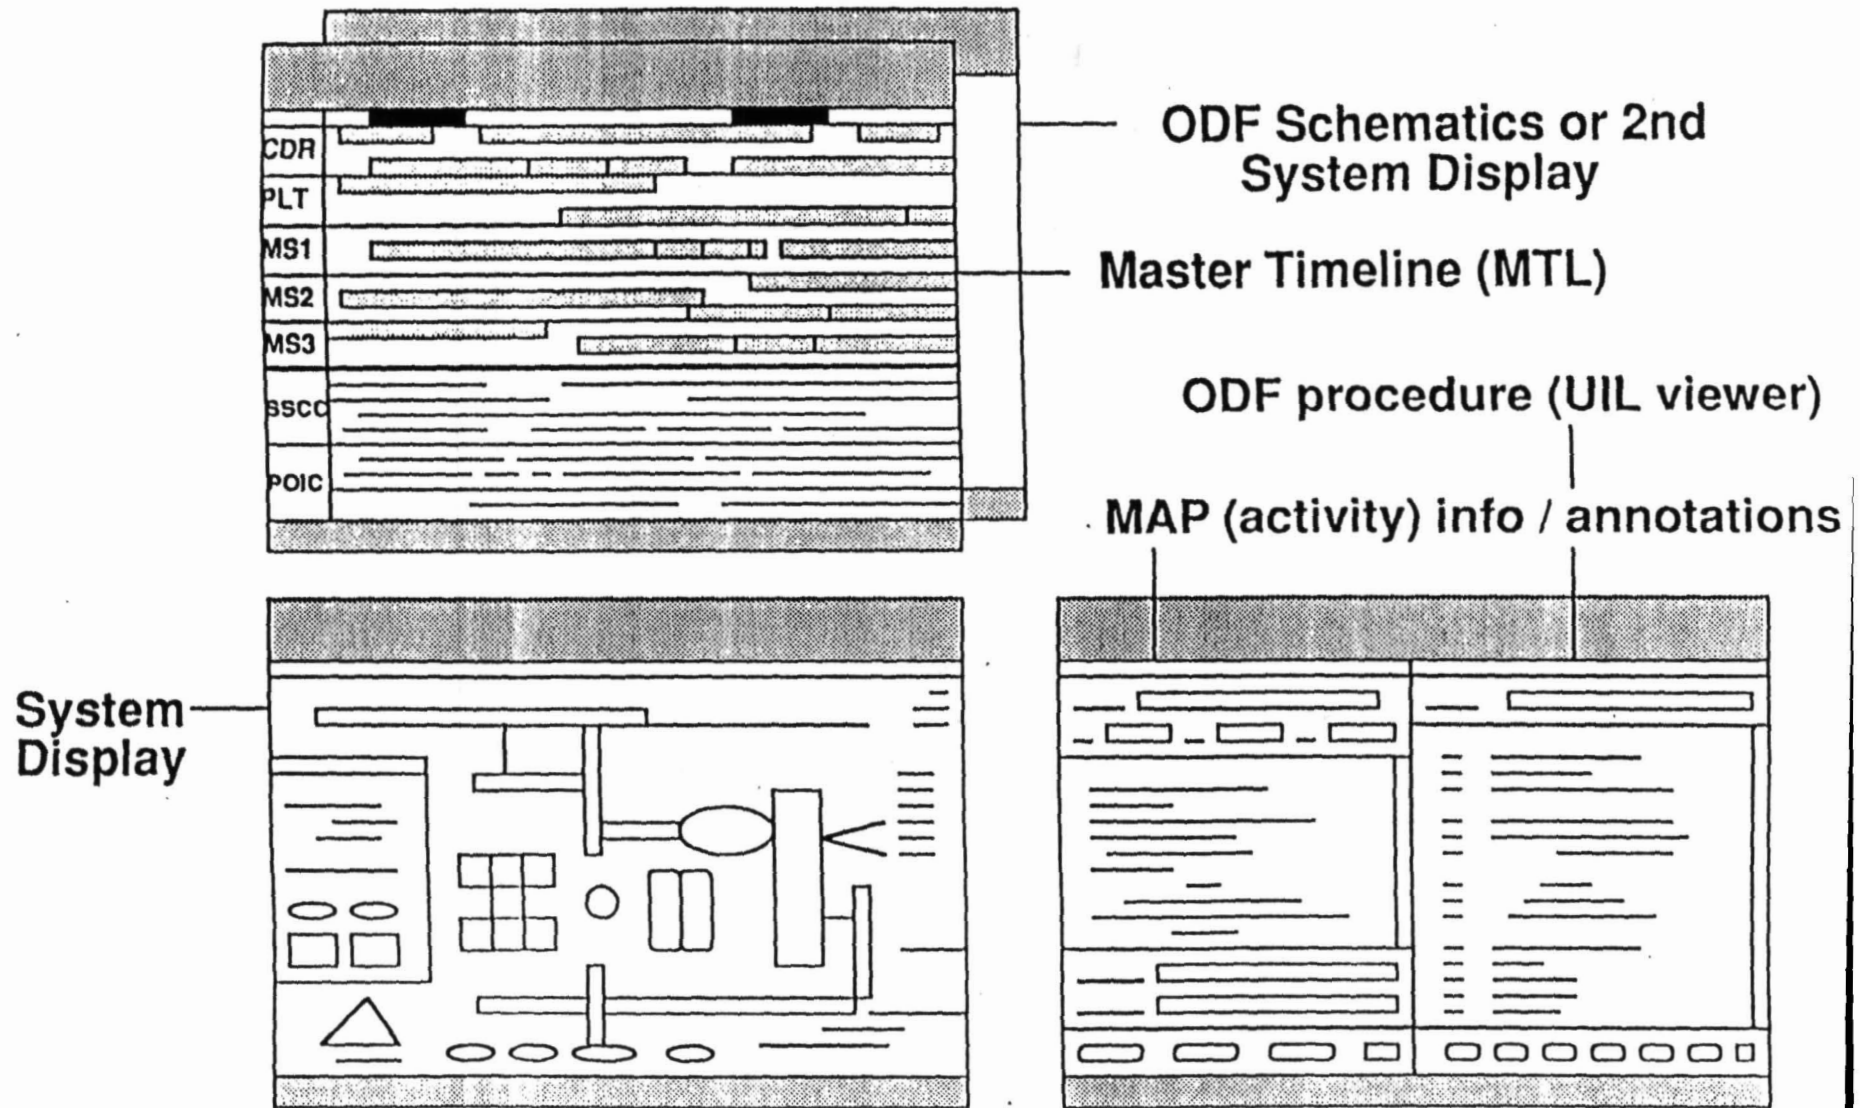 CDR
PLT
MS1
MS2
MS3
SSCC
POIC
ODF Schematics or 2nd
System Display
Master Timeline (MTL)
ODF procedure (UIL viewer)
MAP (activity) info / annotations
System
Display